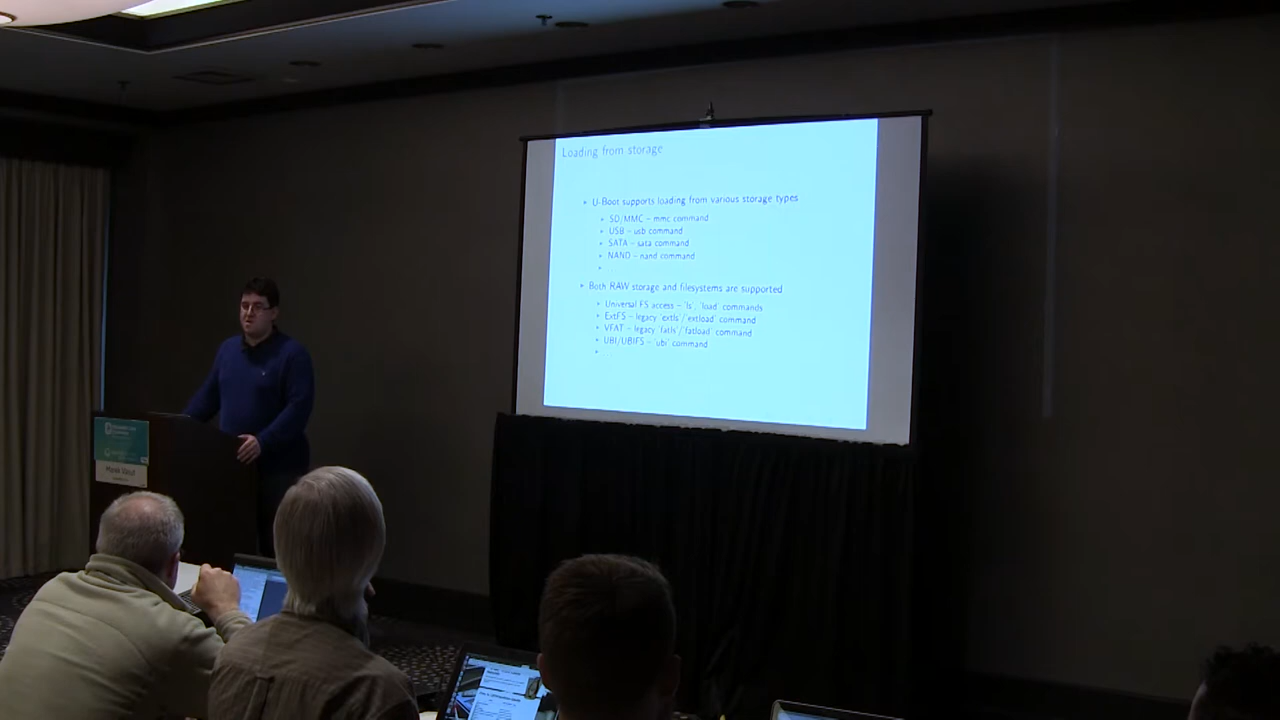 Loading from storage
U-Boot supports loading from various storage types
SD/MMC – mmc command
USB – usb command
SATA – sata command
NAND – nand command
...
Both RAW storage and filesystems are supported
Universal FS access – 'ls', 'load' commands
ExtFS – legacy 'extls'/'extload' command
VFAT – legacy 'fatls'/'fatload' command
UBI/UBIFS – 'ubi' command
...
Marek